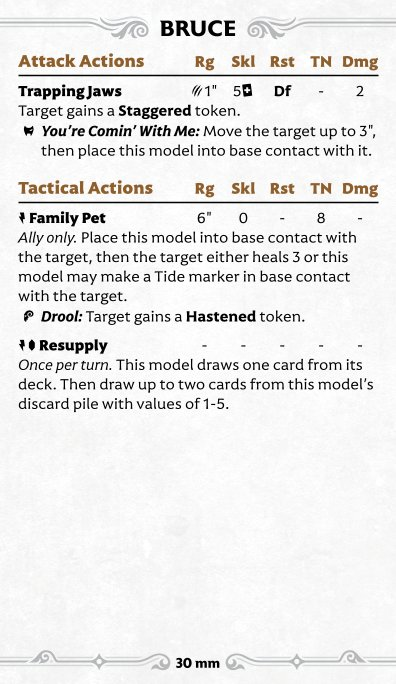 BRUCE
Attack Actions Rg Skl Rst TN Dmg
Trapping Jaws 1" 5 Df - 2
Target gains a Staggered token.
You're Comin' With Me: Move the target up to 3",
then place this model into base contact with it.
Tactical Actions Rg Skl Rst TN Dmg
Family Pet 6" 0 - 8 -
Ally only. Place this model into base contact with
the target, then the target either heals 3 or this
model may make a Tide marker in base contact
with the target.
Drool: Target gains a Hastened token.
Resupply - - - - -
Once per turn. This model draws one card from its
deck. Then draw up to two cards from this model's
discard pile with values of 1-5.
30 mm